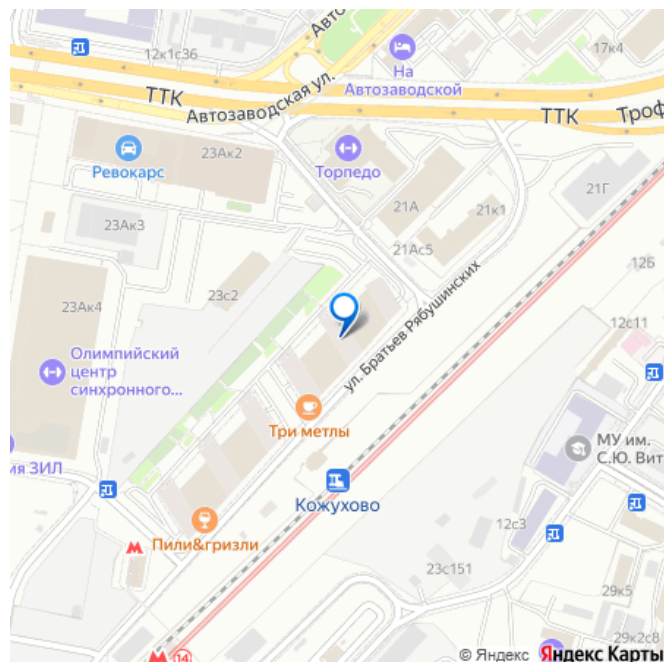 12к1с36
Авто
17к4
На
Автозаводской
ТТК
Автозаводская ул.
ТТК
Троф
23Ак2
Ревокарс
Торпедо
21Г
21А
21к1
23Ак3
21Ас5
12Б
23с2
ул. Братьев Рябушинских
23Ак4
12с11
Олимпийский
центр
синхронного...
Три метлы
МУ им.
С.Ю. Вит
ия ЗИЛ
Кожухово
12с3
Пили&гризли
23с151
29к5
29к2с8
14
© Яндекс Яндекс Карты